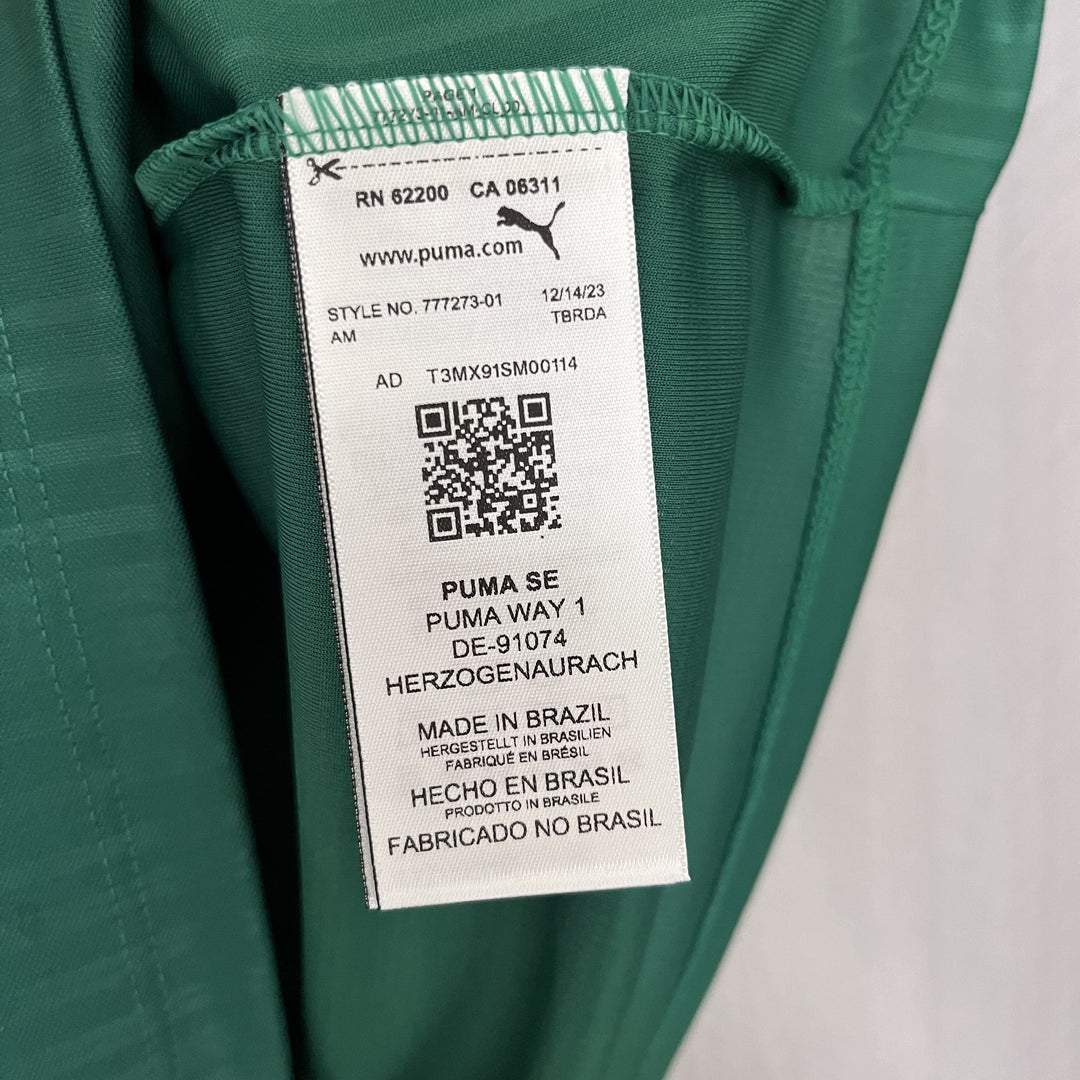 PAGE 1
RN 62200 CA 06311
www.puma.com
STYLE NO. 777273-01 12/14/23
AM TBRDA
AD T3MX91SM00114
PUMA SE
PUMA WAY 1
DE-91074
HERZOGENAURACH
MADE IN BRAZIL
HERGESTELLT IN BRASILIEN
FABRIQUÉ EN BRÉSIL
HECHO EN BRASIL
PRODOTTO IN BRASILE
FABRICADO NO BRASIL